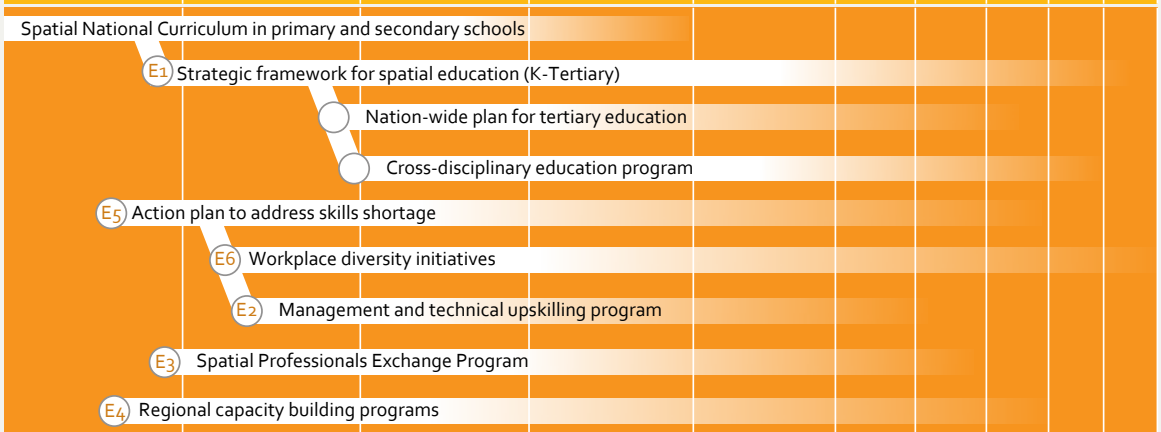 Spatial National Curriculum in primary and secondary schools
E1 Strategic framework for spatial education (K-Tertiary)
Nation-wide plan for tertiary education
Cross-disciplinary education program
E5 Action plan to address skills shortage
E6 Workplace diversity initiatives
E2 Management and technical upskilling program
E3 Spatial Professionals Exchange Program
E4 Regional capacity building programs